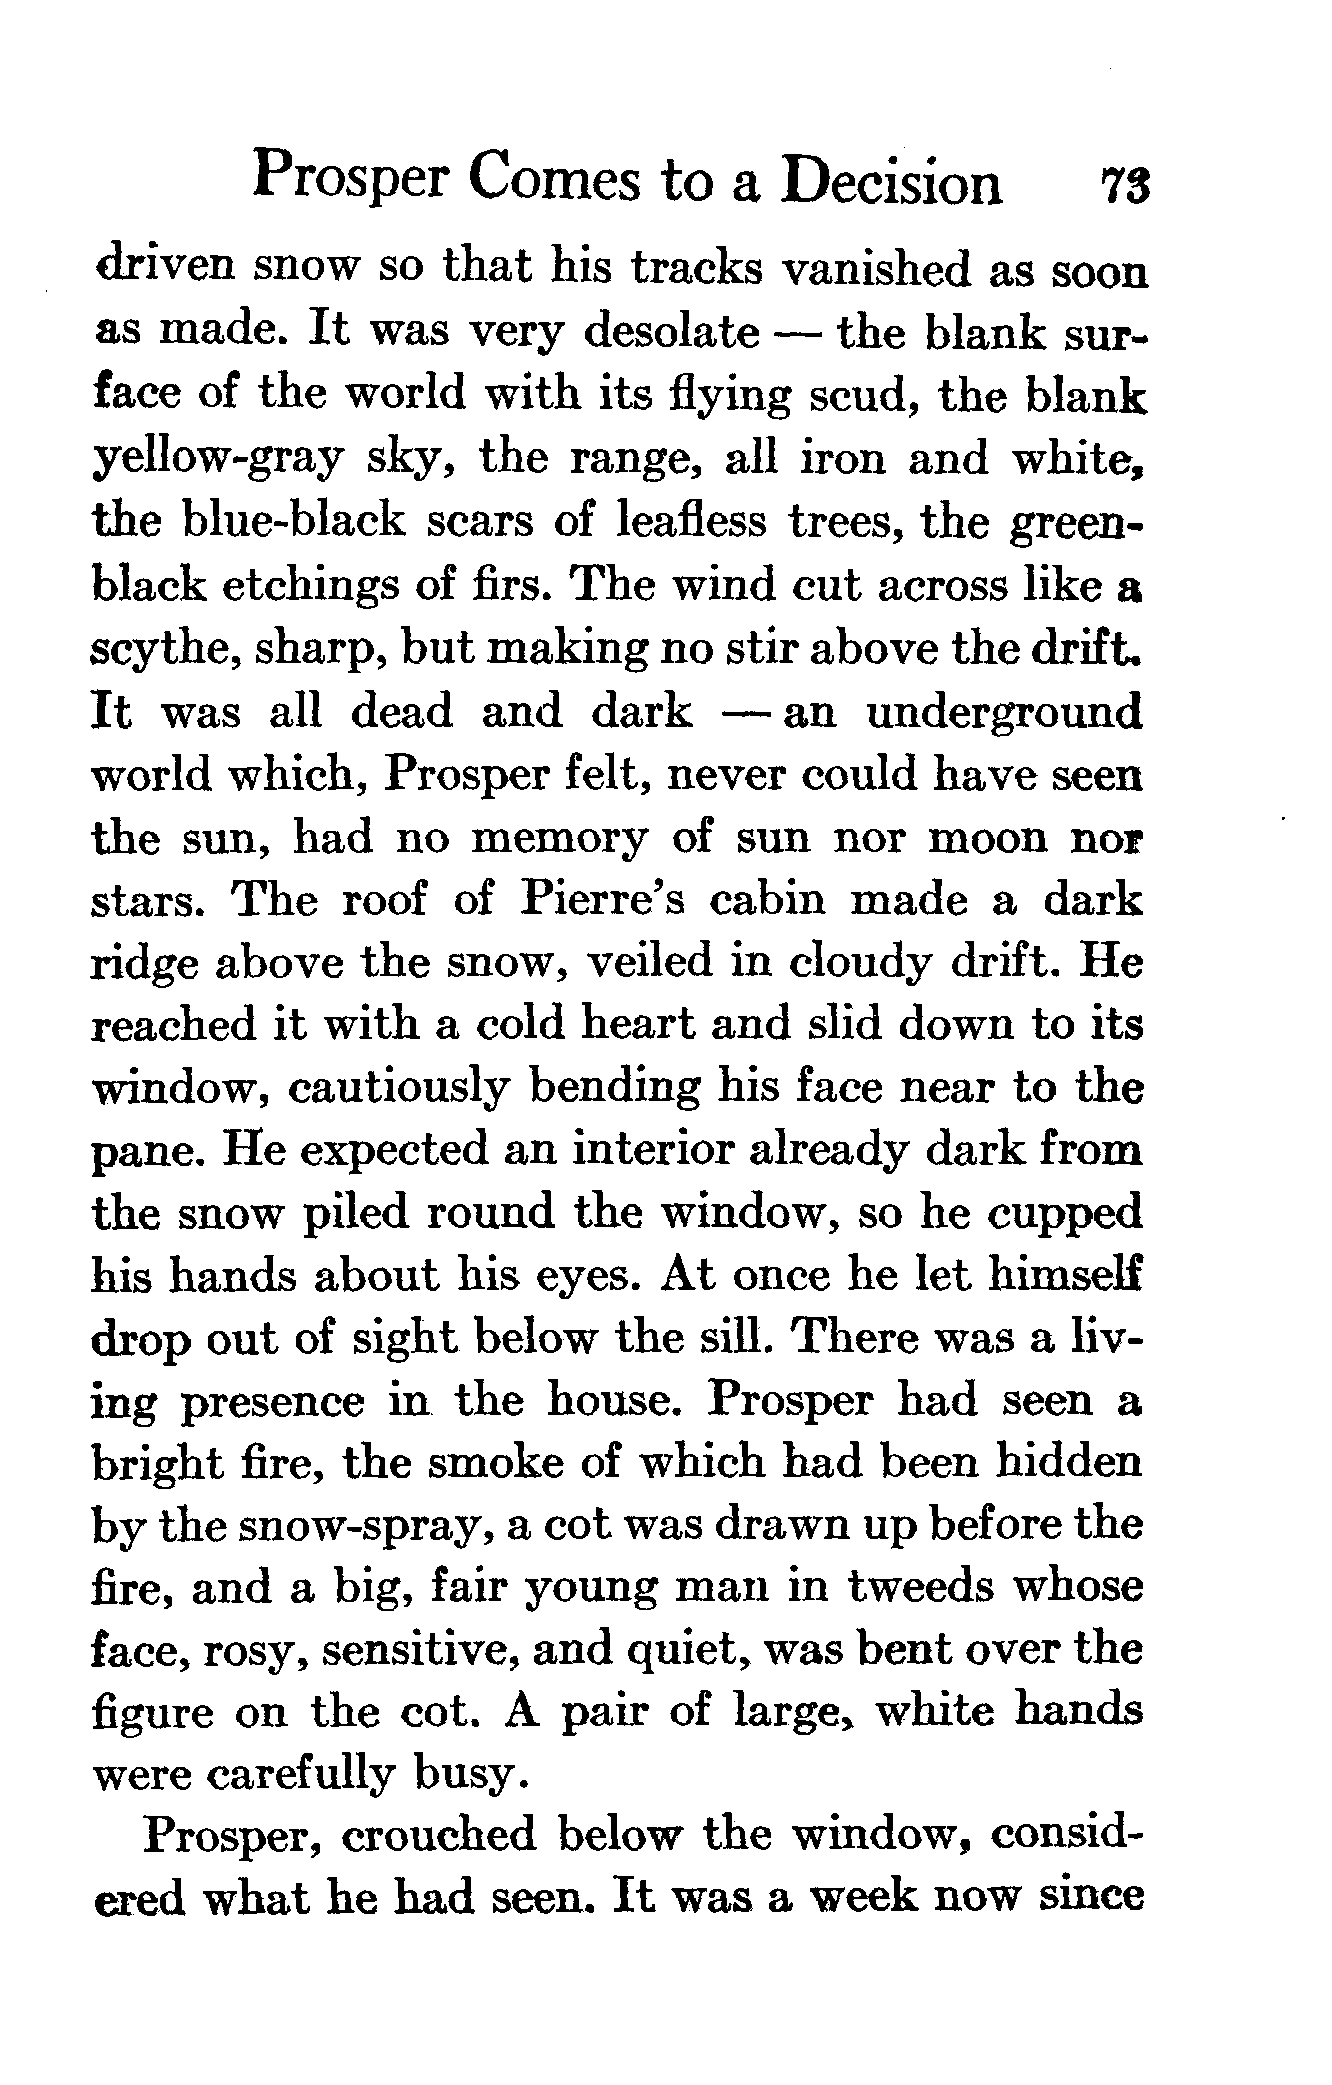 Prosper Comes to a Decision 73
driven snow so that his tracks vanished as soon
as made. It was very desolate — the blank sur-
face of the world with its flying scud, the blank
yellow-gray sky, the range, all iron and white,
the blue-black scars of leafless trees, the green-
black etchings of firs. The wind cut across like a
scythe, sharp, but making no stir above the drift.
It was all dead and dark — an underground
world which, Prosper felt, never could have seen
the sun, had no memory of sun nor moon nor
stars. The roof of Pierre's cabin made a dark
ridge above the snow, veiled in cloudy drift. He
reached it with a cold heart and slid down to its
window, cautiously bending his face near to the
pane. He expected an interior already dark from
the snow piled round the window, so he cupped
his hands about his eyes. At once he let himself
drop out of sight below the sill. There was a liv-
ing presence in the house. Prosper had seen a
bright fire, the smoke of which had been hidden
by the snow-spray, a cot was drawn up before the
fire, and a big, fair young man in tweeds whose
face, rosy, sensitive, and quiet, was bent over the
figure on the cot. A pair of large, white hands
were carefully busy.
Prosper, crouched below the window, consid-
ered what he had seen. It was a week now since